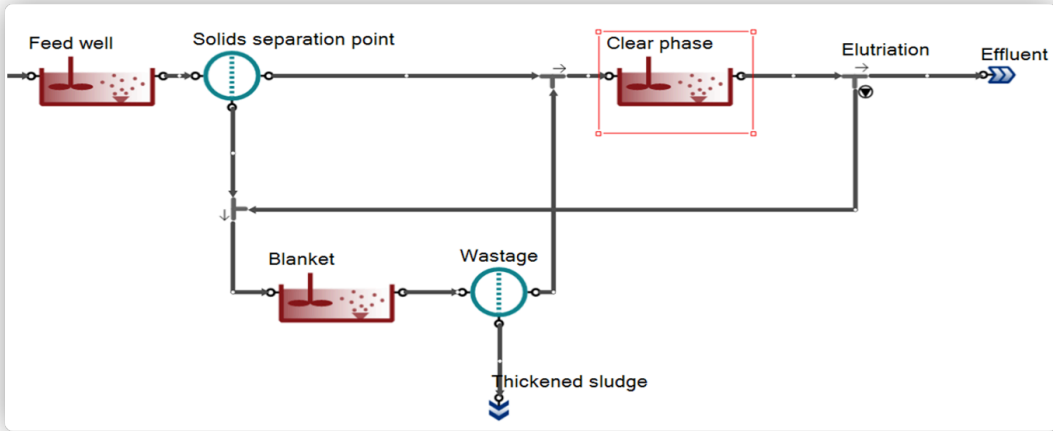 Feed well
Solids separation point
Clear phase
Elutriation
Effluent
Blanket
Wastage
Thickened sludge